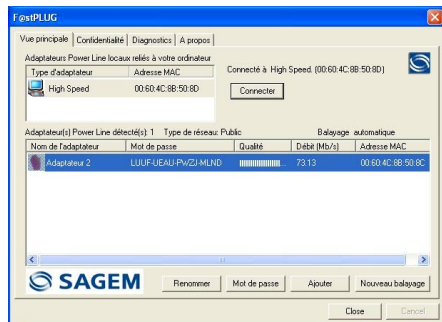 F@stPLUG
Vue principale Confidentialité Diagnostics A propos
Adaptateurs Power Line locaux reliés à votre ordinateur
Type d'adaptateur Adresse MAC
High Speed 00:60:4C:8B:50:8D
Connecté à High Speed. (00:60:4C:8B:50:8D)
Connecter
Adaptateur(s) Power Line détecté(s): 1 Type de réseau: Public Balayage automatique
Nom de l'adaptateur Mot de passe Qualité Débit (Mb/s) Adresse MAC
Adaptateur 2 LUUF-UEAU-PWZJ-MLND 73.13 00:60:4C:8B:50:8C
SAGEM
Renommer Mot de passe Ajouter Nouveau balayage
Close Cancel